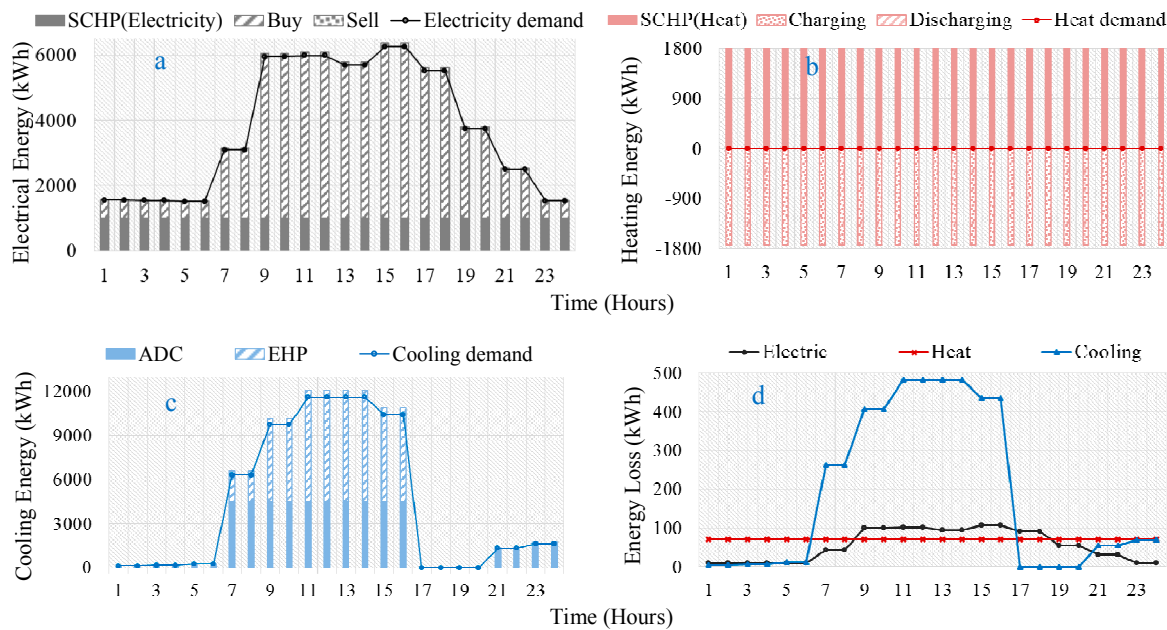 SCHP(Electricity) Buy Sell Electricity demand
a
Electrical Energy (kWh)
6000
4000
2000
0
1 3 5 7 9 11 13 15 17 19 21 23
SCHP(Heat) Charging Discharging Heat demand
b
Heating Energy (kWh)
1800
900
0
-900
-1800
1 3 5 7 9 11 13 15 17 19 21 23
Time (Hours)
ADC EHP Cooling demand
c
Cooling Energy (kWh)
12000
9000
6000
3000
0
1 3 5 7 9 11 13 15 17 19 21 23
Electric Heat Cooling
d
Energy Loss (kWh)
500
400
300
200
100
0
1 3 5 7 9 11 13 15 17 19 21 23
Time (Hours)